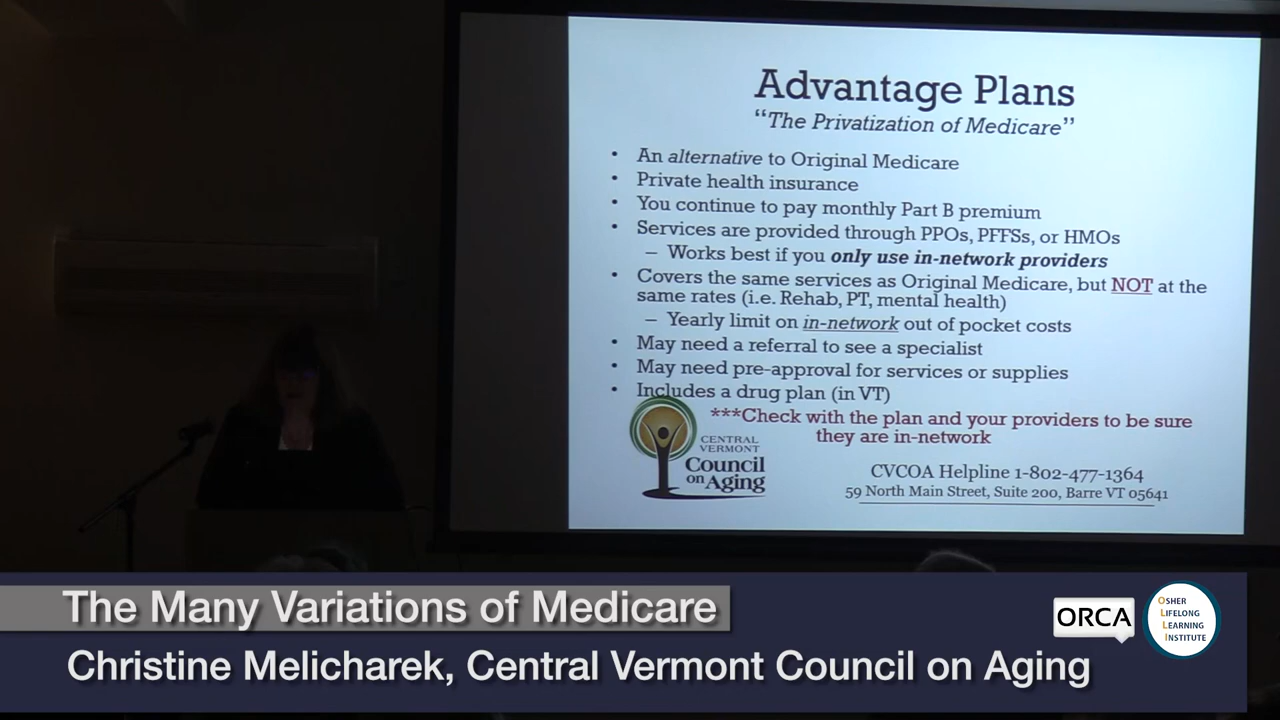 Advantage Plans
“The Privatization of Medicare”
• An alternative to Original Medicare
• Private health insurance
• You continue to pay monthly Part B premium
• Services are provided through PPOs, PFFSs, or HMOs
– Works best if you only use in-network providers
• Covers the same services as Original Medicare, but NOT at the
same rates (i.e. Rehab, PT, mental health)
– Yearly limit on in-network out of pocket costs
• May need a referral to see a specialist
• May need pre-approval for services or supplies
• Includes a drug plan (in VT)
***Check with the plan and your providers to be sure
they are in-network
CENTRAL
VERMONT
Council
on Aging
CVCOA Helpline 1-802-477-1364
59 North Main Street, Suite 200, Barre VT 05641
The Many Variations of Medicare
Christine Melicharek, Central Vermont Council on Aging
ORCA
OSHER
LIFELONG
LEARNING
INSTITUTE